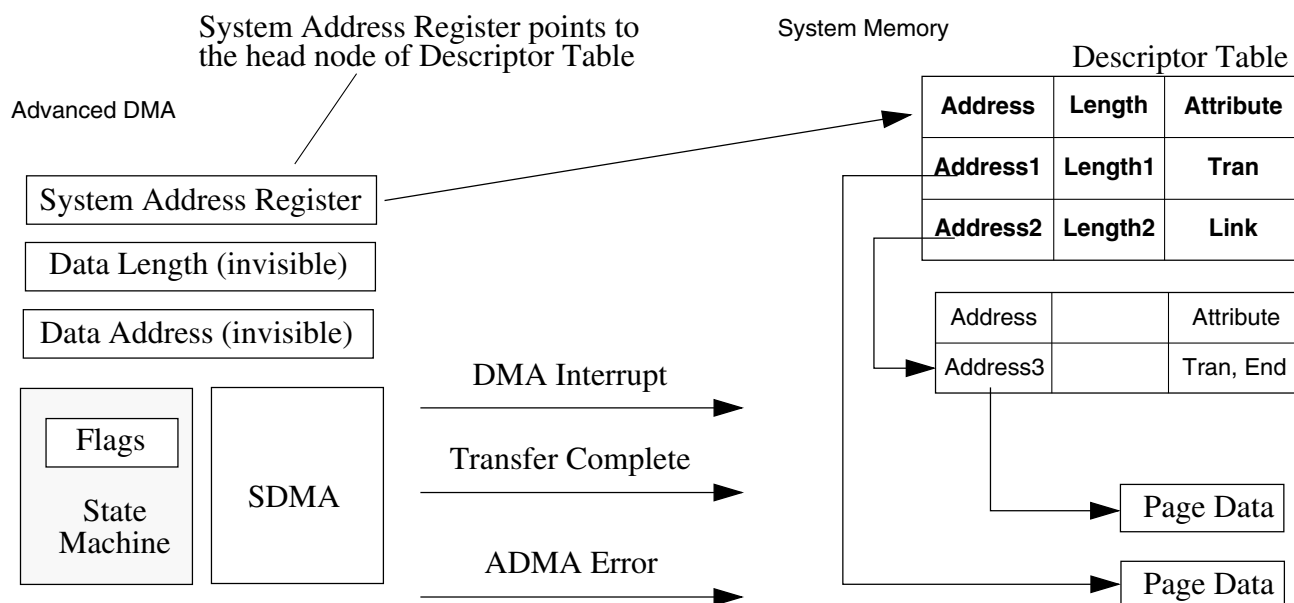 System Address Register points to
the head node of Descriptor Table
System Memory
Descriptor Table
Advanced DMA
Address Length Attribute
Address1 Length1 Tran
Address2 Length2 Link
System Address Register
Data Length (invisible)
Data Address (invisible)
Address Attribute
Address3 Tran, End
Flags
State
Machine
SDMA
DMA Interrupt
Transfer Complete
ADMA Error
Page Data
Page Data